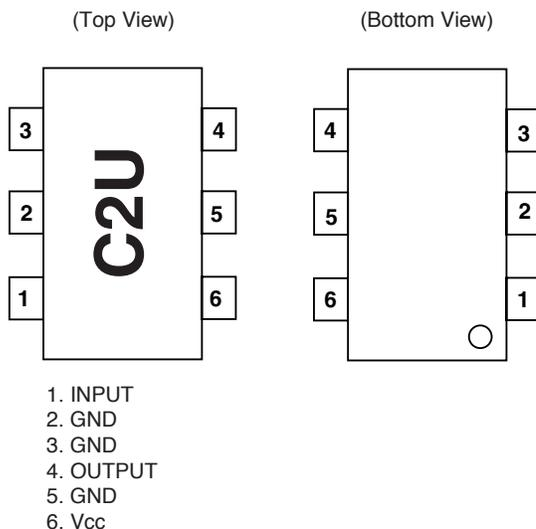 (Top View)
3
4
2
5
1
6
C2U
1. INPUT
2. GND
3. GND
4. OUTPUT
5. GND
6. Vcc
(Bottom View)
4
3
5
2
6
1